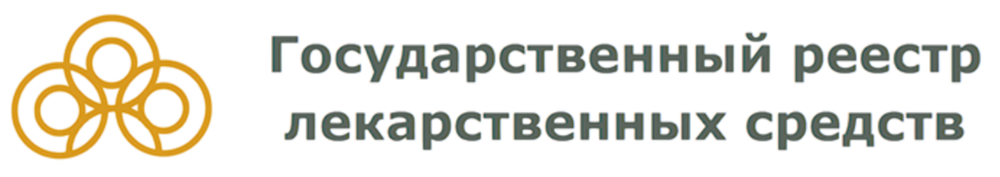 Государственный реестр
лекарственных средств